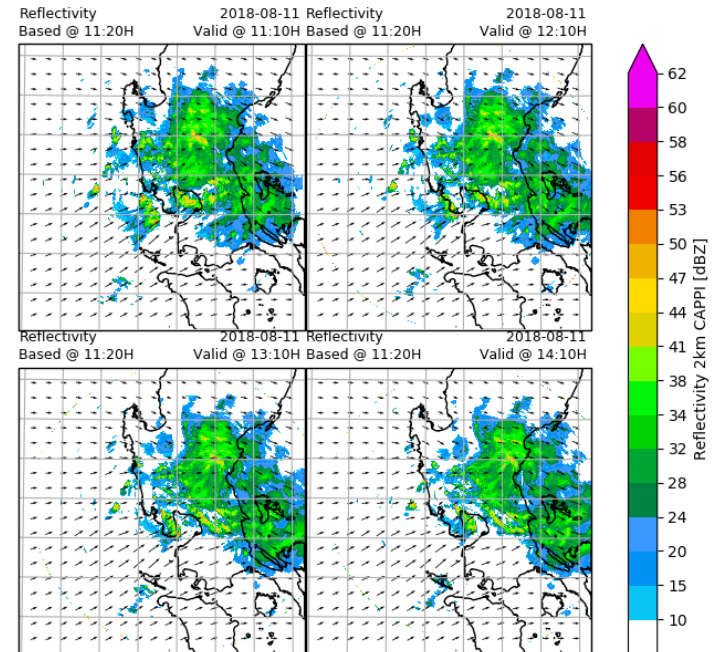 Reflectivity 2018-08-11
Based @ 11:20H Valid @ 11:10H
Reflectivity 2018-08-11
Based @ 11:20H Valid @ 12:10H
Reflectivity 2018-08-11
Based @ 11:20H Valid @ 13:10H
Reflectivity 2018-08-11
Based @ 11:20H Valid @ 14:10H
62
60
58
56
53
50
47
44
41
38
34
32
28
24
20
15
10
Reflectivity 2km CAPPI [dBZ]